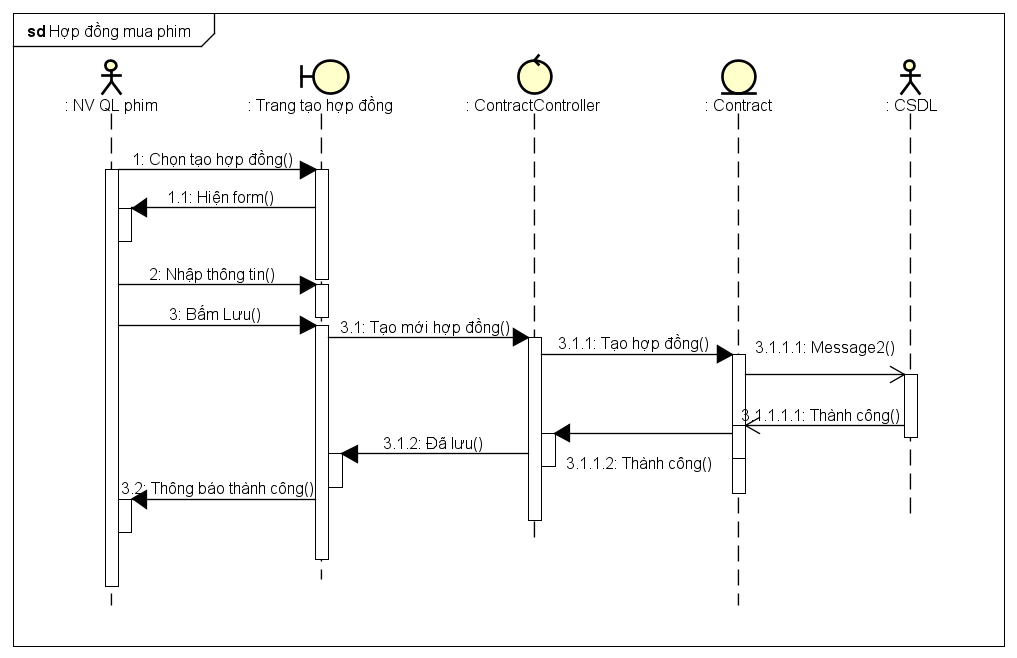 sd Hợp đồng mua phim
: NV QL phim
: Trang tạo hợp đồng
: ContractController
: Contract
: CSDL
1: Chọn tạo hợp đồng()
1.1: Hiện form()
2: Nhập thông tin()
3: Bấm Lưu()
3.1: Tạo mới hợp đồng()
3.1.1: Tạo hợp đồng()
3.1.1.1: Message2()
3.1.1.1.1: Thành công()
3.1.2: Đã lưu()
3.1.1.2: Thành công()
3.2: Thông báo thành công()